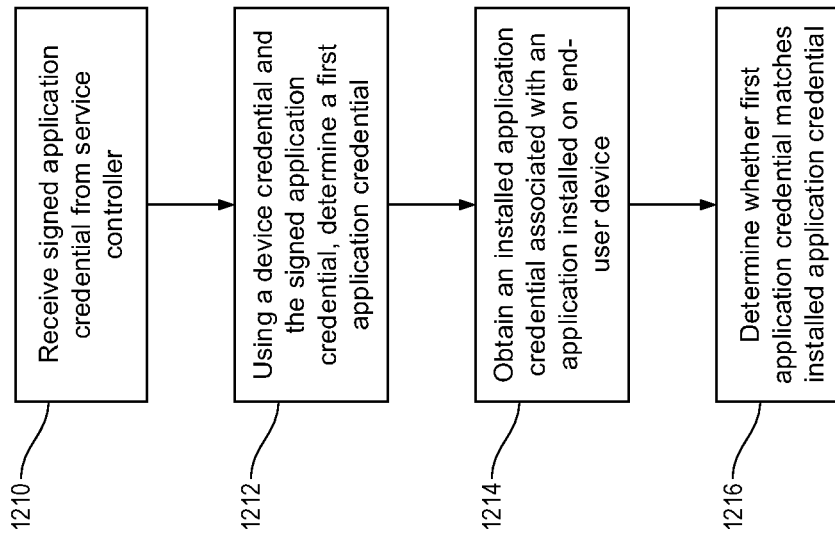 1210
Receive signed application
credential from service
controller
1212
Using a device credential and
the signed application
credential, determine a first
application credential
1214
Obtain an installed application
credential associated with an
application installed on end-
user device
1216
Determine whether first
application credential matches
installed application credential